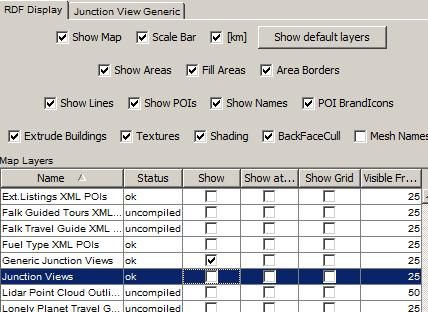 RDF Display Junction View Generic
Show Map Scale Bar [km] Show default layers
Show Areas Fill Areas Area Borders
Show Lines Show POIs Show Names POI BrandIcons
Extrude Buildings Textures Shading BackFaceCull Mesh Names
Map Layers
Name Status Show Show at... Show Grid Visible Fr...
Ext.Listings XML POIs ok 25
Falk Guided Tours XML... uncompiled 25
Falk Travel Guide XML ... uncompiled 25
Fuel Type XML POIs ok 25
Generic Junction Views ok 25
Junction Views ok 25
Lidar Point Cloud Outli... uncompiled 50
Lonely Planet Travel G... uncompiled 25